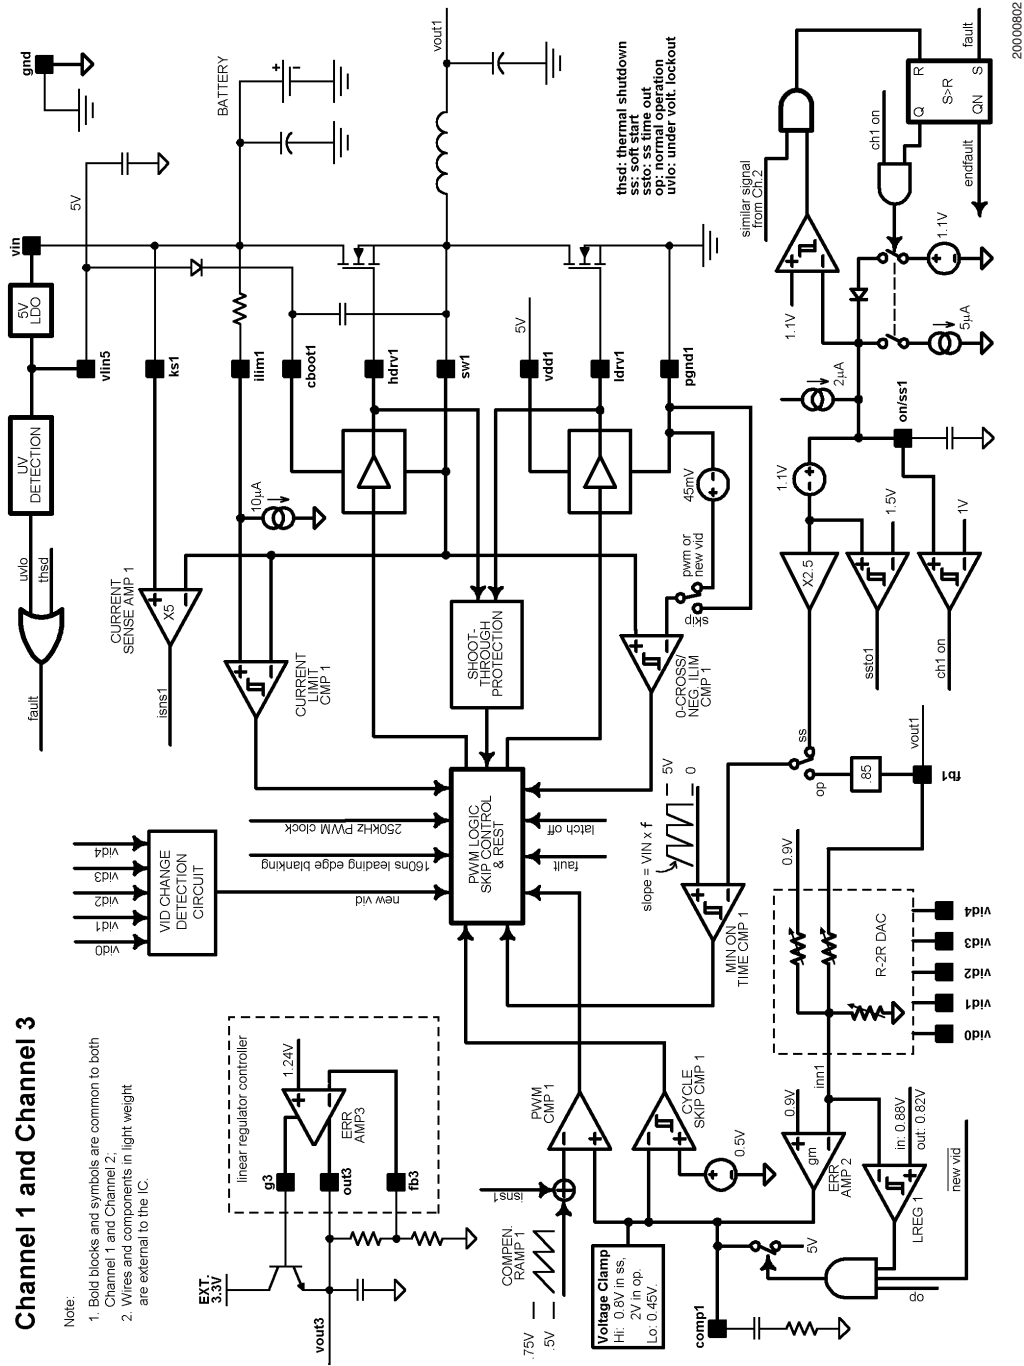 Channel 1 and Channel 3
Note:
1. Bold blocks and symbols are common to both
Channel 1 and Channel 2;
2. Wires and components in light weight
are external to the IC.
gnd
BATTERY
+
−
vout1
5V
thsd: thermal shutdown
ss: soft start
ssto: ss time out
op: normal operation
uvlo: under volt. lockout
20000802
fault
R
S
S>R
Q
QN
ch1 on
endfault
similar signal
from Ch.2
1.1V
1.1V
5µA
2µA
vin
5V
LDO
vlin5
ks1
ilim1
cboot1
hdrv1
sw1
vdd1
5V
ldrv1
pgnd1
on/ss1
UV
DETECTION
uvlo
thsd
fault
10µA
CURRENT
SENSE AMP 1
X5
isns1
CURRENT
LIMIT
CMP 1
SHOOT-
THROUGH
PROTECTION
45mV
pwm or
new vid
skip
0-CROSS/
NEG. ILIM
CMP 1
1.1V
X2.5
1.5V
1V
ssto1
ch1 on
ss
op
.85
vout1
fb1
vid4
vid3
vid2
vid1
vid0
VID CHANGE
DETECTION
CIRCUIT
250kHz PWM clock
160ns leading edge blanking
new vid
PWM LOGIC
SKIP CONTROL
& REST
latch off
fault
5V
0
slope = VIN x f
MIN ON
TIME CMP 1
0.9V
R-2R DAC
vid4
vid3
vid2
vid1
vid0
linear regulator controller
1.24V
ERR
AMP3
g3
out3
fb3
EXT.
3.3V
vout3
PWM
CMP 1
CYCLE
SKIP CMP 1
0.5V
isns1
COMPEN.
RAMP 1
.75V
.5V
Voltage Clamp
Hi: 0.8V in ss,
2V in op.
Lo: 0.45V.
comp1
5V
inn1
0.9V
gm
ERR
AMP 2
in: 0.88V
out: 0.82V
LREG 1
new vid
op